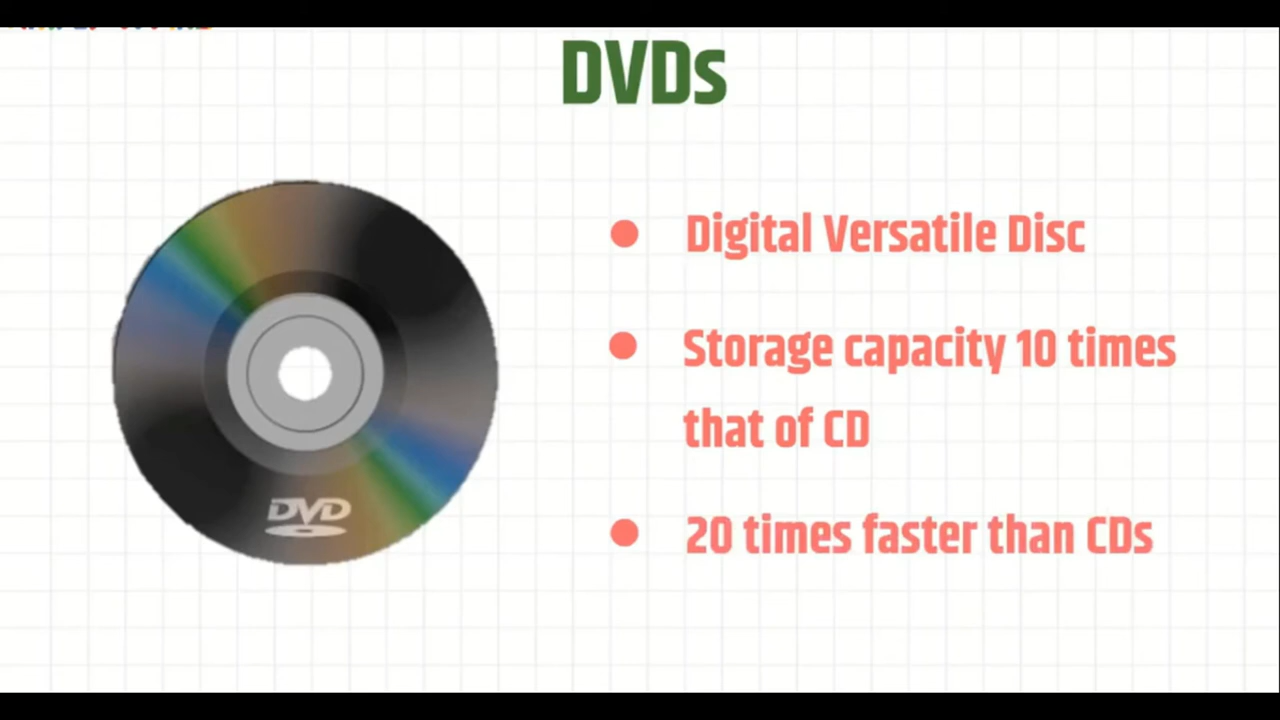 DVDs
Digital Versatile Disc
Storage capacity 10 times
that of CD
20 times faster than CDs
DVD